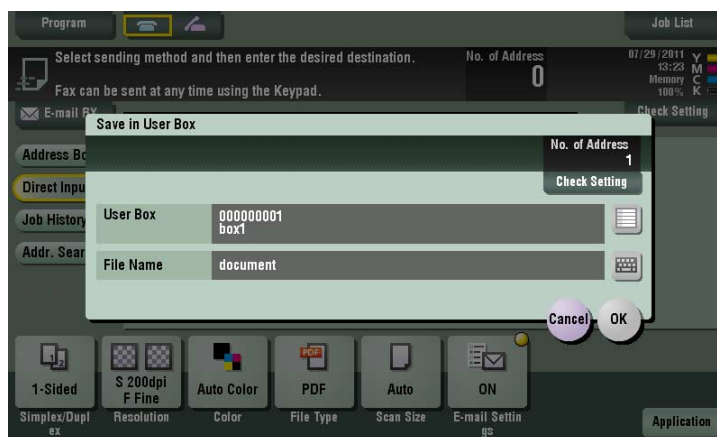 Program
Job List
Select sending method and then enter the desired destination.
Fax can be sent at any time using the Keypad.
No. of Address
0
07/29/2011
13:23
Memory
100%
Y
M
C
K
E-mail RX
Check Setting
Save in User Box
No. of Address
1
Check Setting
Address Bo
Direct Inpu
Job History
Addr. Sear
User Box
000000001
box1
File Name
document
Cancel
OK
1-Sided
S 200dpi
F Fine
Auto Color
PDF
PDF
Auto
ON
Simplex/Dupl
ex
Resolution
Color
File Type
Scan Size
E-mail Settin
gs
Application